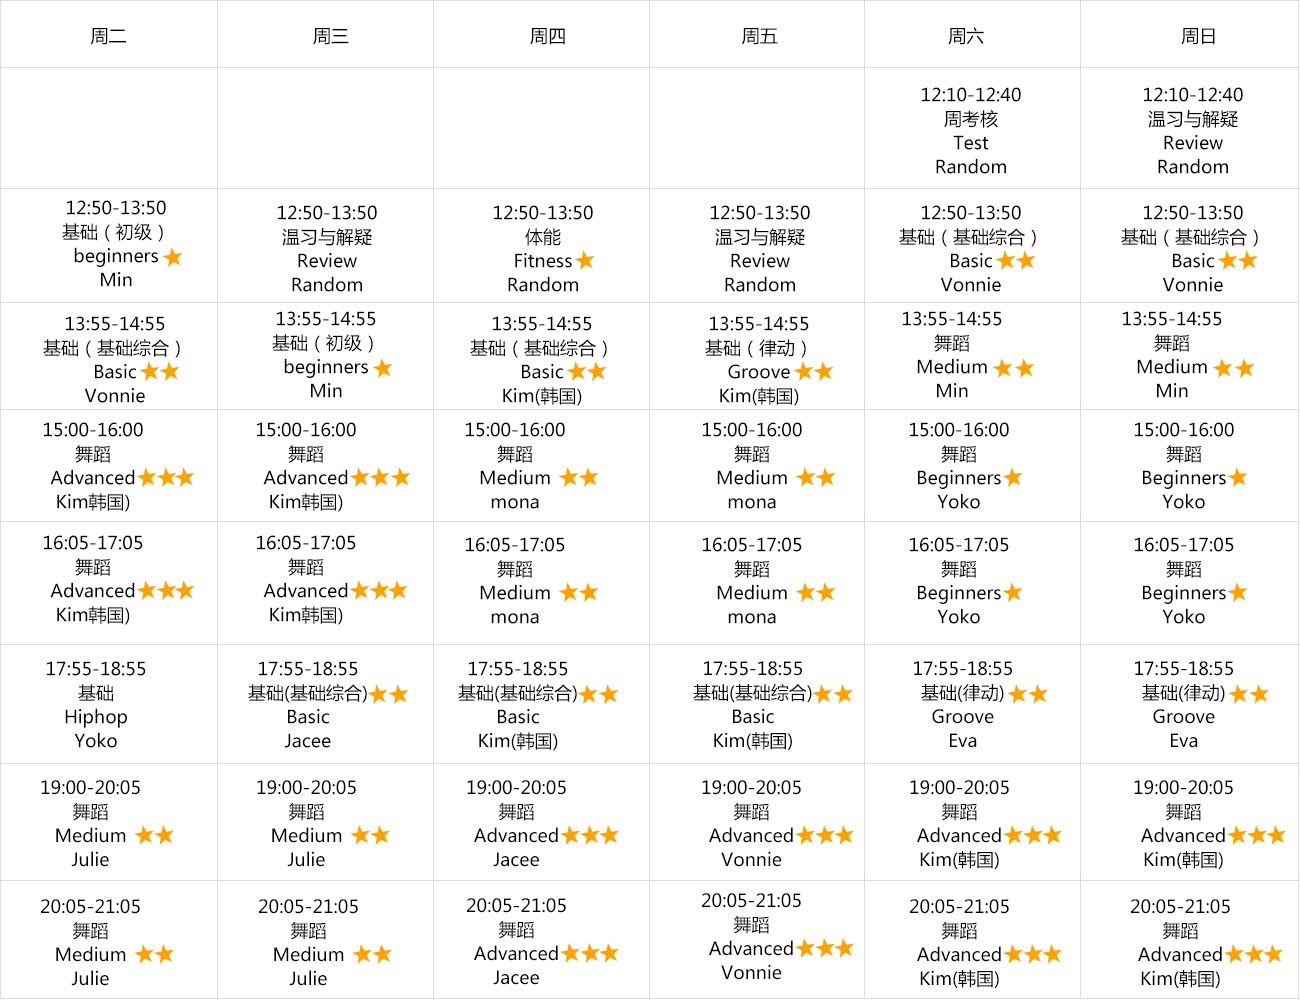 周二
周三
周四
周五
周六
周日
12:10-12:40
周考核
Test
Random
12:10-12:40
温习与解疑
Review
Random
12:50-13:50
基础（初级）
beginners
Min
12:50-13:50
温习与解疑
Review
Random
12:50-13:50
体能
Fitness
Random
12:50-13:50
温习与解疑
Review
Random
12:50-13:50
基础（基础综合）
Basic
Vonnie
12:50-13:50
基础（基础综合）
Basic
Vonnie
13:55-14:55
基础（基础综合）
Basic
Vonnie
13:55-14:55
基础（初级）
beginners
Min
13:55-14:55
基础（基础综合）
Basic
Kim(韩国)
13:55-14:55
基础（律动）
Groove
Kim(韩国)
13:55-14:55
舞蹈
Medium
Min
13:55-14:55
舞蹈
Medium
Min
15:00-16:00
舞蹈
Advanced
Kim韩国)
15:00-16:00
舞蹈
Advanced
Kim韩国)
15:00-16:00
舞蹈
Medium
mona
15:00-16:00
舞蹈
Medium
mona
15:00-16:00
舞蹈
Beginners
Yoko
15:00-16:00
舞蹈
Beginners
Yoko
16:05-17:05
舞蹈
Advanced
Kim韩国)
16:05-17:05
舞蹈
Advanced
Kim韩国)
16:05-17:05
舞蹈
Medium
mona
16:05-17:05
舞蹈
Medium
mona
16:05-17:05
舞蹈
Beginners
Yoko
16:05-17:05
舞蹈
Beginners
Yoko
17:55-18:55
基础
Hiphop
Yoko
17:55-18:55
基础(基础综合)
Basic
Jacee
17:55-18:55
基础(基础综合)
Basic
Kim(韩国)
17:55-18:55
基础(基础综合)
Basic
Kim(韩国)
17:55-18:55
基础(律动)
Groove
Eva
17:55-18:55
基础(律动)
Groove
Eva
19:00-20:05
舞蹈
Medium
Julie
19:00-20:05
舞蹈
Medium
Julie
19:00-20:05
舞蹈
Advanced
Jacee
19:00-20:05
舞蹈
Advanced
Vonnie
19:00-20:05
舞蹈
Advanced
Kim(韩国)
19:00-20:05
舞蹈
Advanced
Kim(韩国)
20:05-21:05
舞蹈
Medium
Julie
20:05-21:05
舞蹈
Medium
Julie
20:05-21:05
舞蹈
Advanced
Jacee
20:05-21:05
舞蹈
Advanced
Vonnie
20:05-21:05
舞蹈
Advanced
Kim(韩国)
20:05-21:05
舞蹈
Advanced
Kim(韩国)